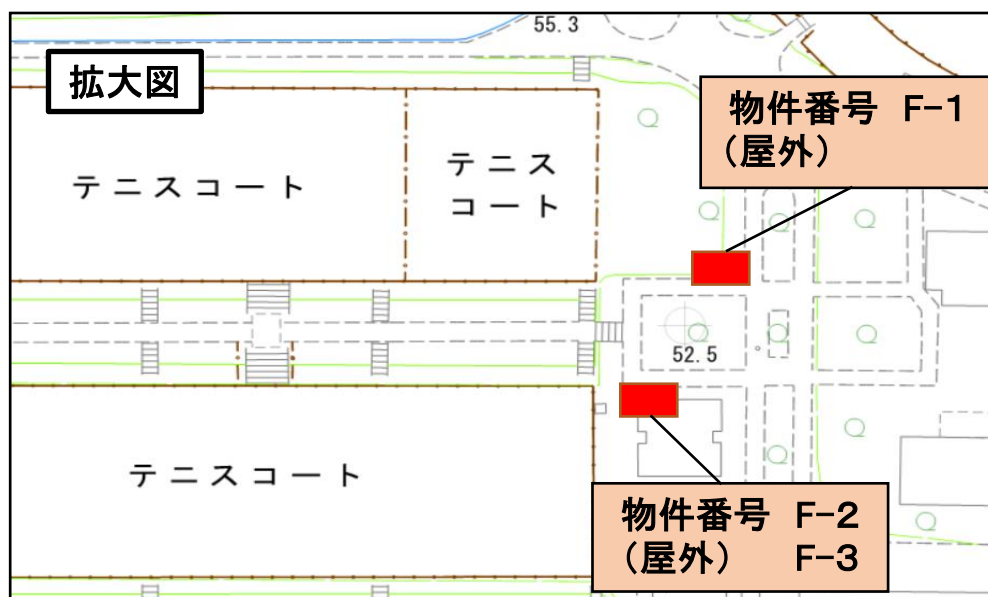 55.3
拡大図
物件番号 F-1
（屋外）
テニスコート
テニス
コート
52.5
テニスコート
物件番号 F-2
（屋外） F-3